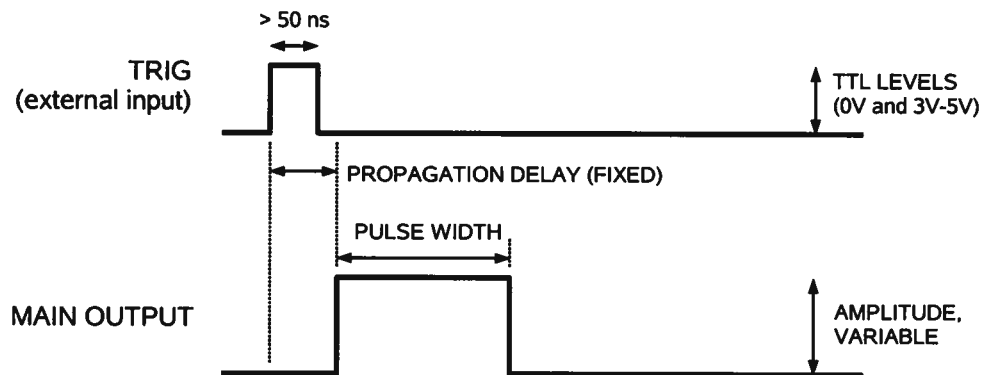 > 50 ns
TRIG
(external input)
TTL LEVELS
(0V and 3V-5V)
PROPAGATION DELAY (FIXED)
PULSE WIDTH
MAIN OUTPUT
AMPLITUDE,
VARIABLE